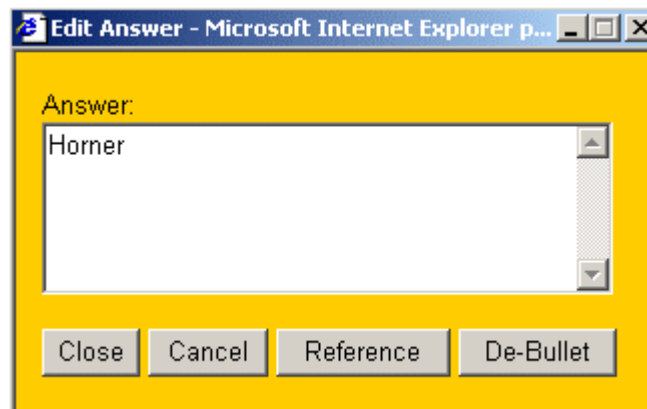 Edit Answer - Microsoft Internet Explorer p...
Answer:
Horner
Close Cancel Reference De-Bullet